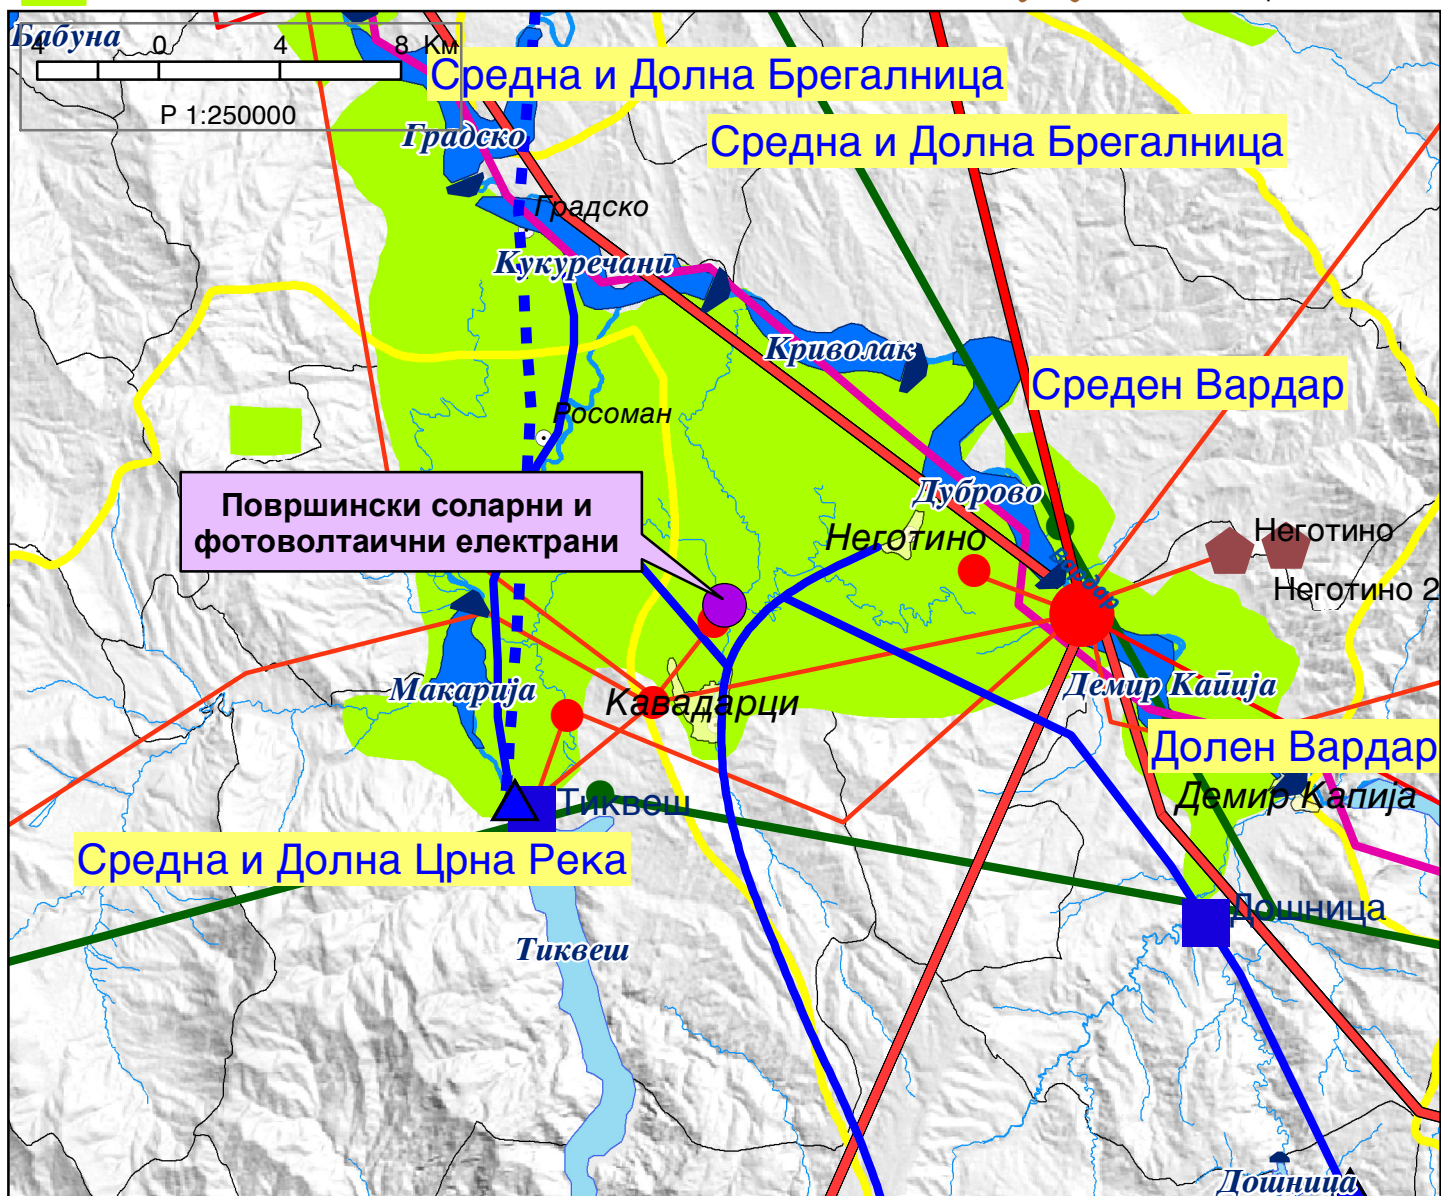 Бабуна
4 0 4 8 Км
Р 1:250000
Средна и Долна Брегалница
Градско
Средна и Долна Брегалница
Градско
Кукуречани
Криволак
Среден Вардар
Росоман
Површински соларни и
фотоволтаични електрани
Дуброво
Неготино
Неготино
Вардар
Неготино 2
Макарија
Кавадарци
Демир Капија
Долен Вардар
Тиквеш
Демир Капија
Средна и Долна Црна Река
Дошница
Тиквеш
Дошница